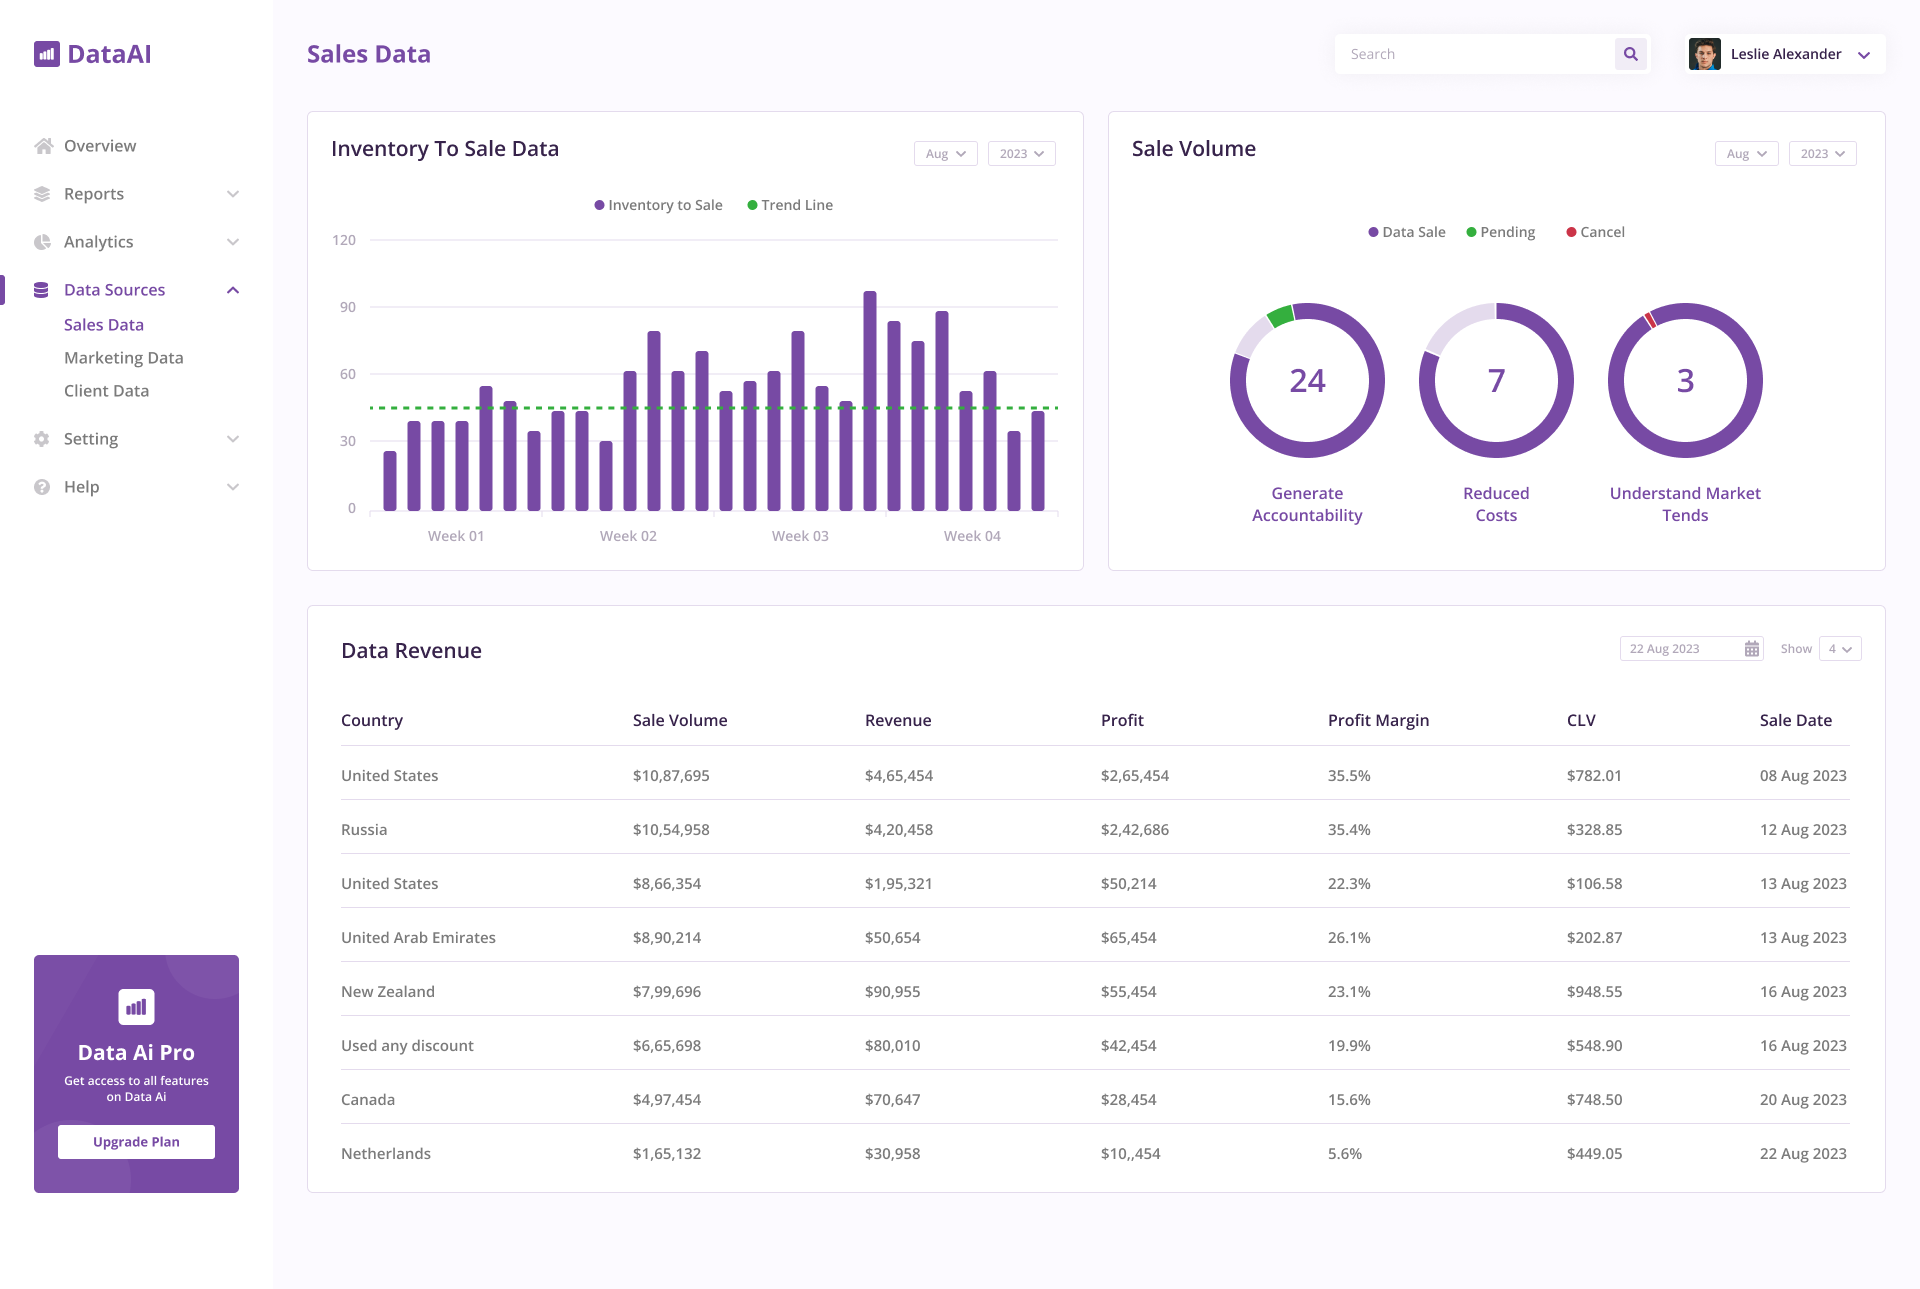 DataAI
Overview
Reports
Analytics
Data Sources
Sales Data
Marketing Data
Client Data
Setting
Help
Data Ai Pro
Get access to all features
on Data Ai
Upgrade Plan
Sales Data
Search
Leslie Alexander
Inventory To Sale Data
Aug
2023
Inventory to Sale
Trend Line
120
90
60
30
0
Week 01
Week 02
Week 03
Week 04
Sale Volume
Aug
2023
Data Sale
Pending
Cancel
24
Generate
Accountability
7
Reduced
Costs
3
Understand Market
Tends
Data Revenue
22 Aug 2023
Show
4
Country Sale Volume Revenue Profit Profit Margin CLV Sale Date
United States $10,87,695 $4,65,454 $2,65,454 35.5% $782.01 08 Aug 2023
Russia $10,54,958 $4,20,458 $2,42,686 35.4% $328.85 12 Aug 2023
United States $8,66,354 $1,95,321 $50,214 22.3% $106.58 13 Aug 2023
United Arab Emirates $8,90,214 $50,654 $65,454 26.1% $202.87 13 Aug 2023
New Zealand $7,99,696 $90,955 $55,454 23.1% $948.55 16 Aug 2023
Used any discount $6,65,698 $80,010 $42,454 19.9% $548.90 16 Aug 2023
Canada $4,97,454 $70,647 $28,454 15.6% $748.50 20 Aug 2023
Netherlands $1,65,132 $30,958 $10,,454 5.6% $449.05 22 Aug 2023